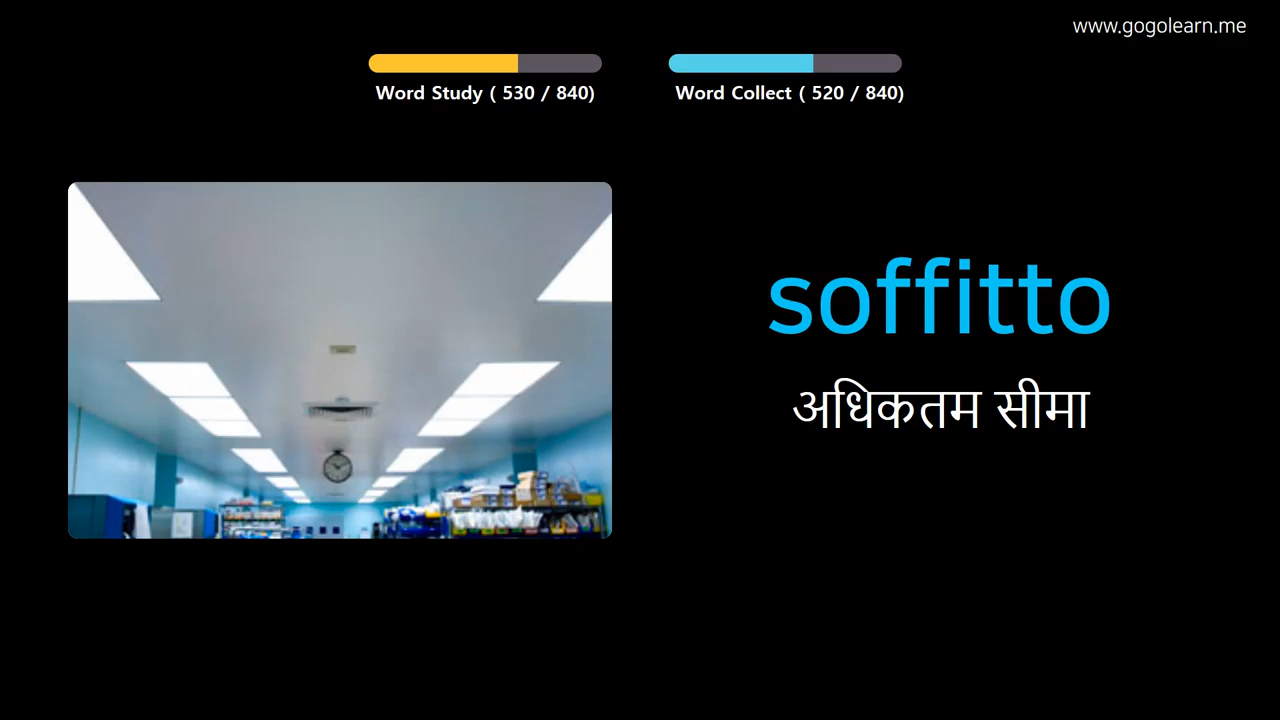 www.gogolearn.me
Word Study ( 530 / 840)
Word Collect ( 520 / 840)
soffitto
अधिकतम सीमा